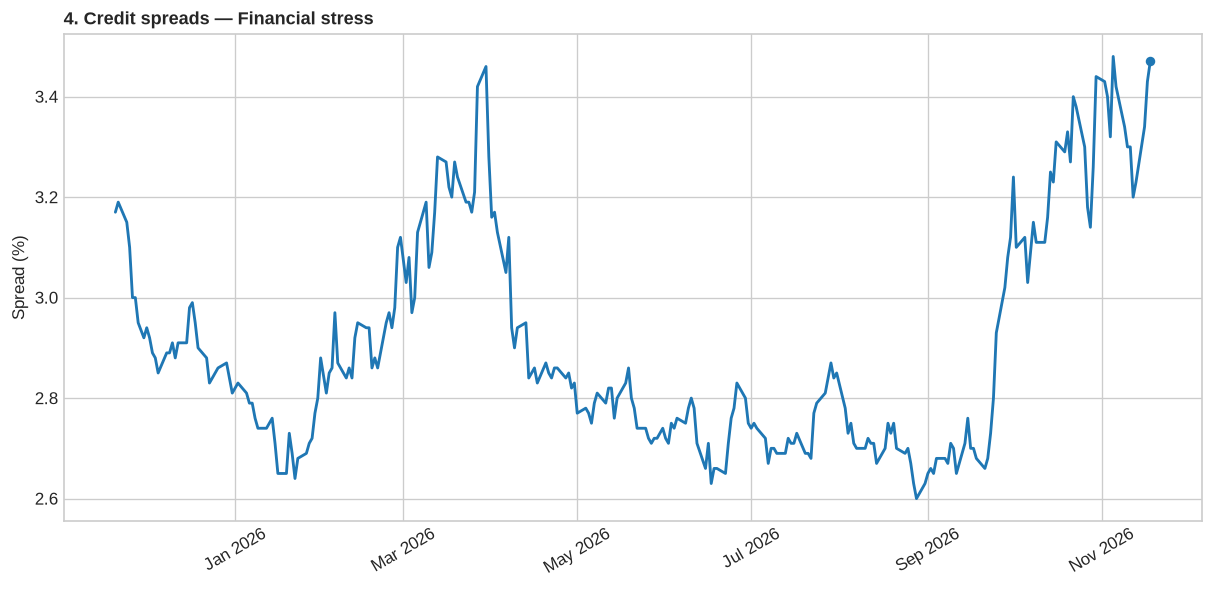 4. Credit spreads — Financial stress
Spread (%)
3.4
3.2
3.0
2.8
2.6
Jan 2026
Mar 2026
May 2026
Jul 2026
Sep 2026
Nov 2026